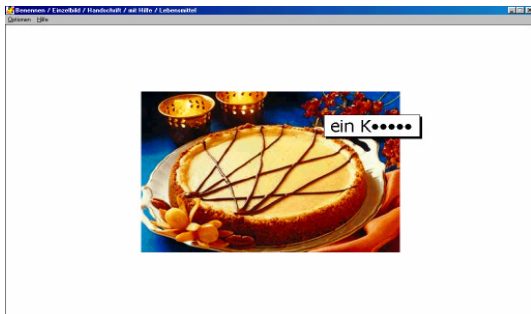 Benennen / Einzelbild / Handschrift / mit Hilfe / Lebensmittel
Optionen Hilfe
ein K●●●●●